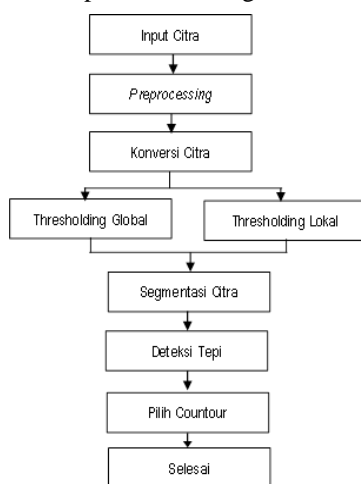 Input Citra
Preprocessing
Konversi Citra
Thresholding Global
Thresholding Lokal
Segmentasi Citra
Deteksi Tepi
Pilih Countour
Selesai